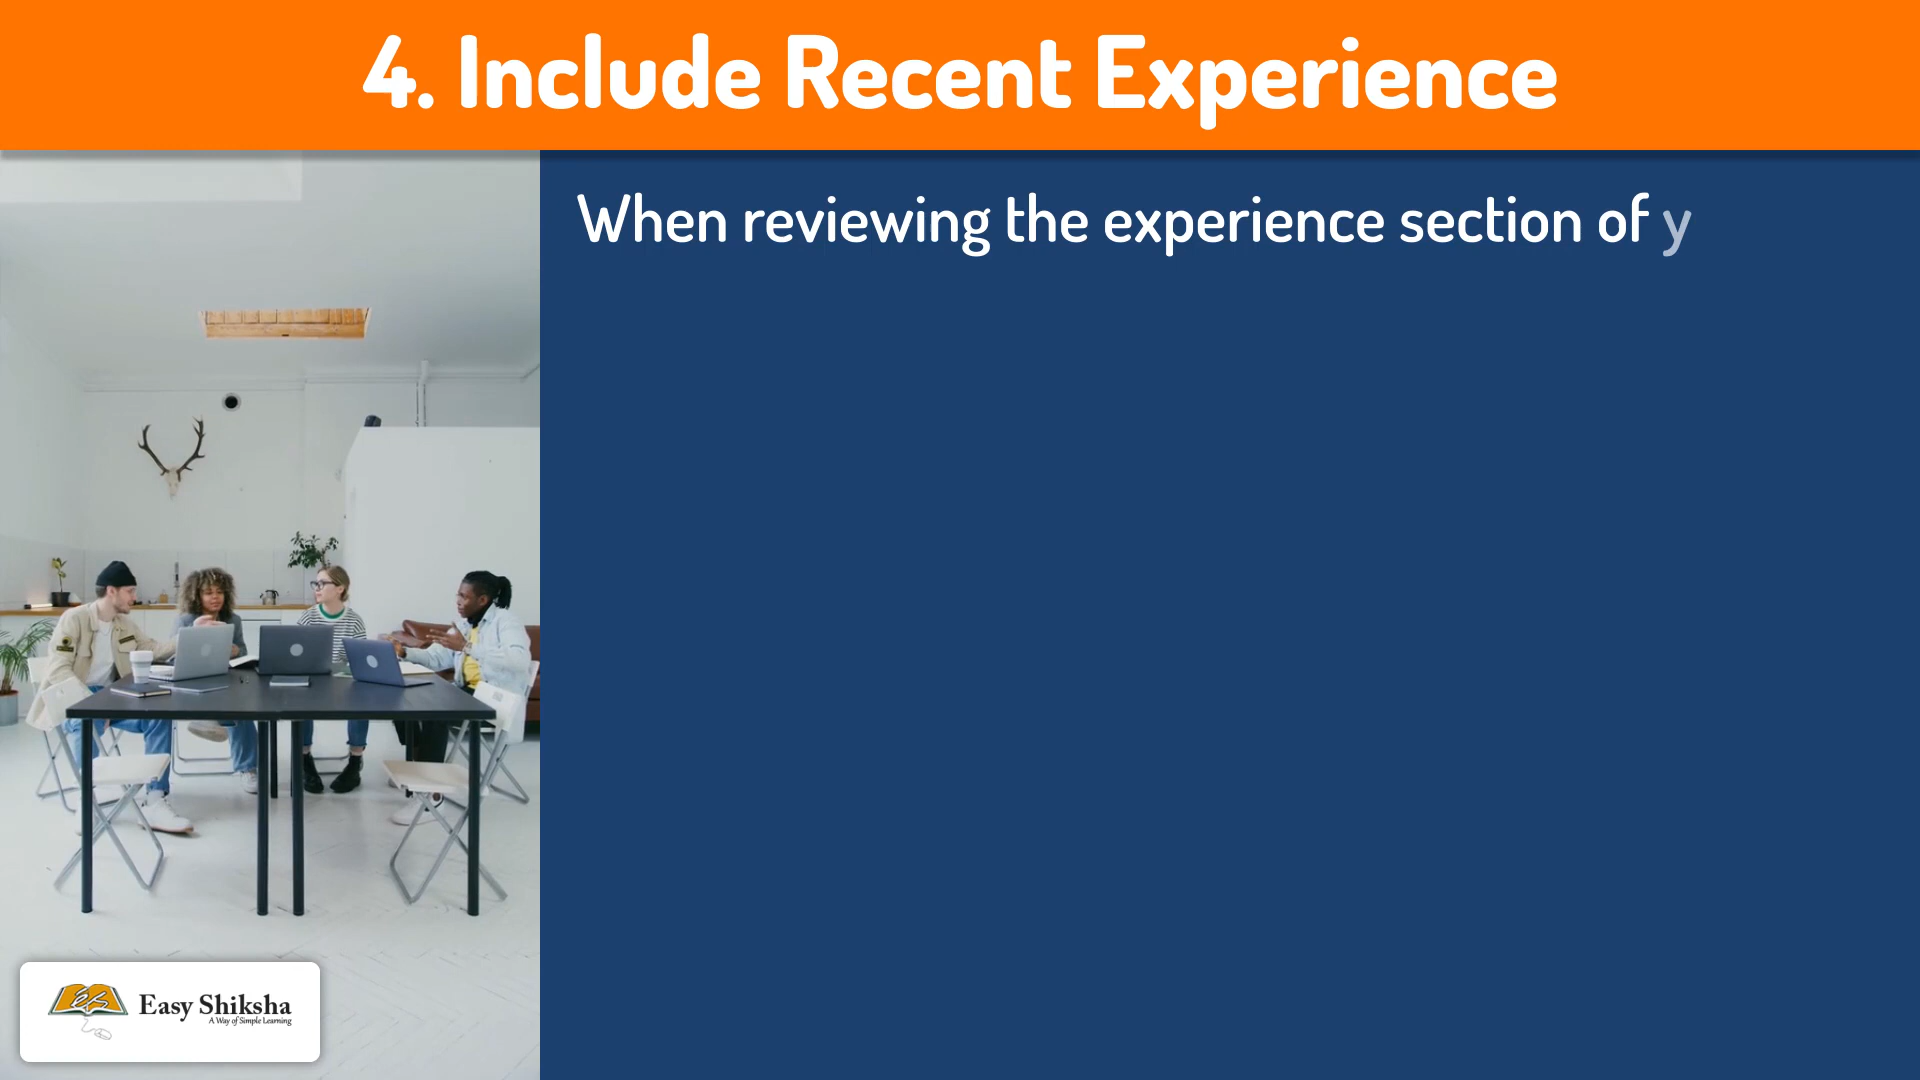 4. Include Recent Experience
When reviewing the experience section of y
Easy Shiksha
A Way of Simple Learning